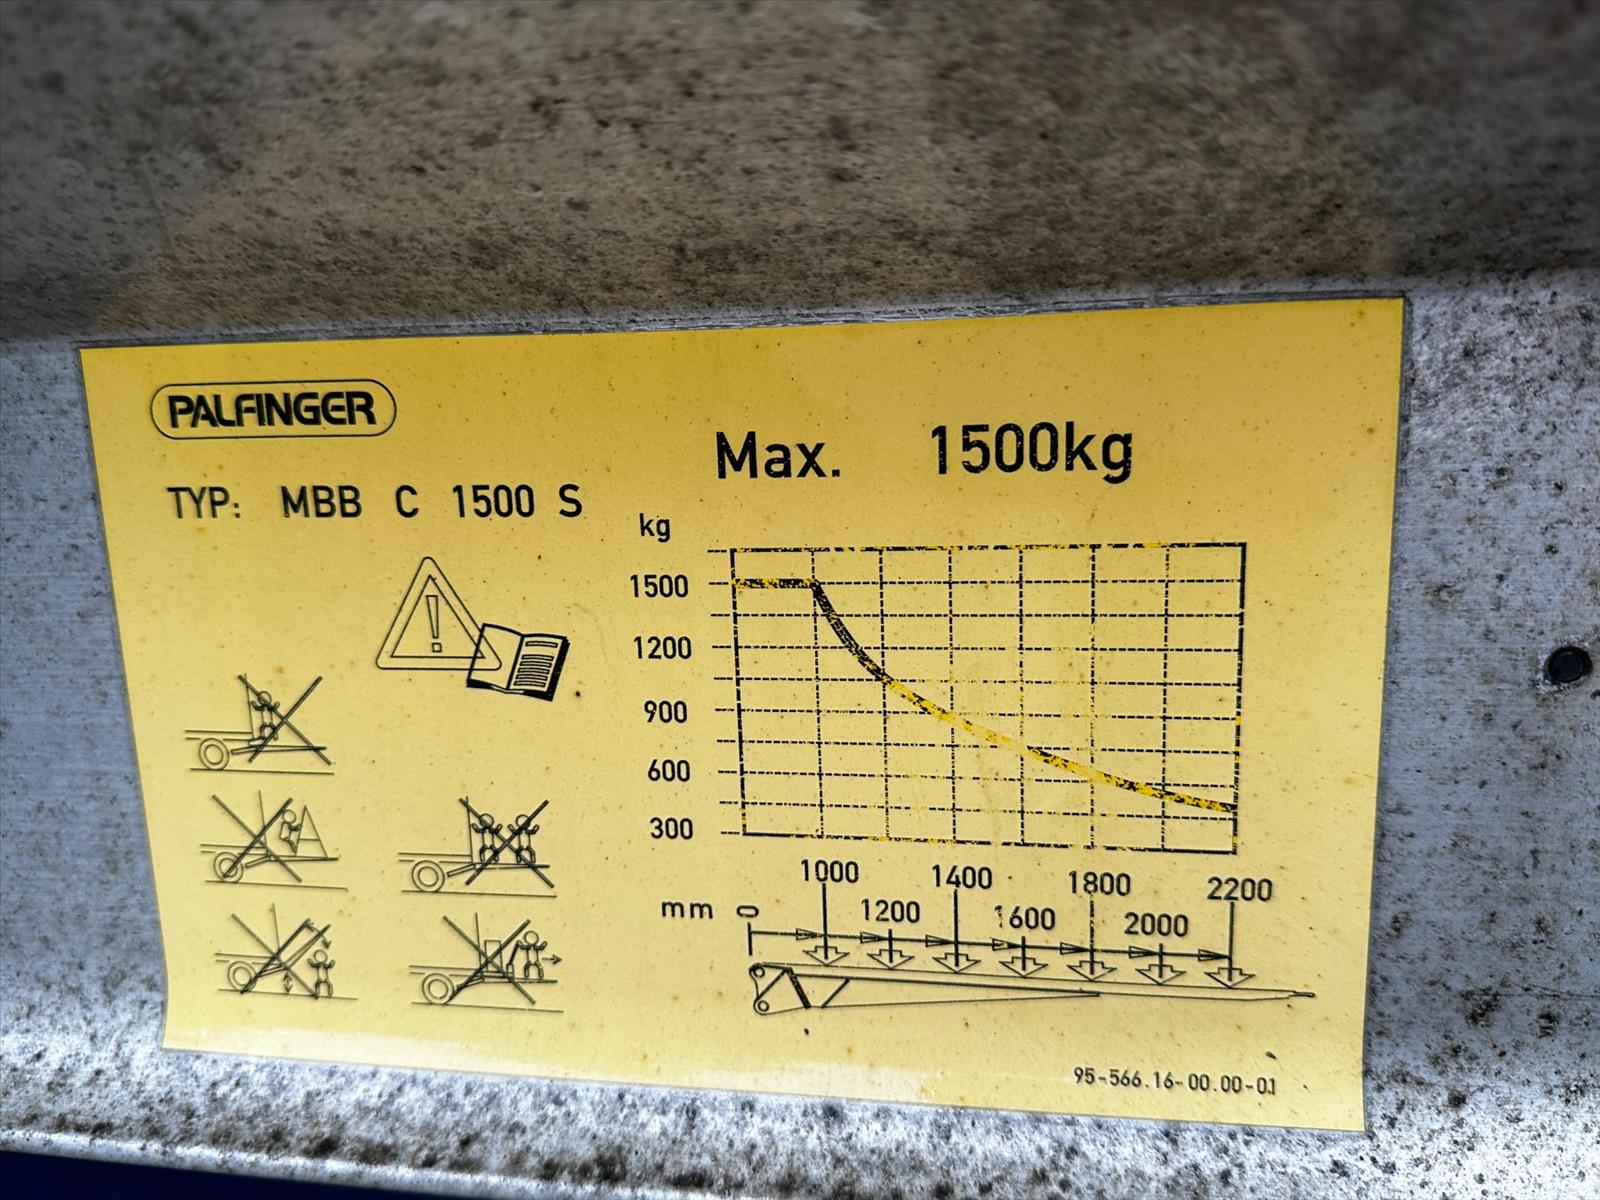 PALFINGER
TYP: MBB C 1500 S
Max. 1500kg
kg
1500
1200
900
600
300
1000 1400 1800 2200
mm 0 1200 1600 2000
95-566.16-00.00-01